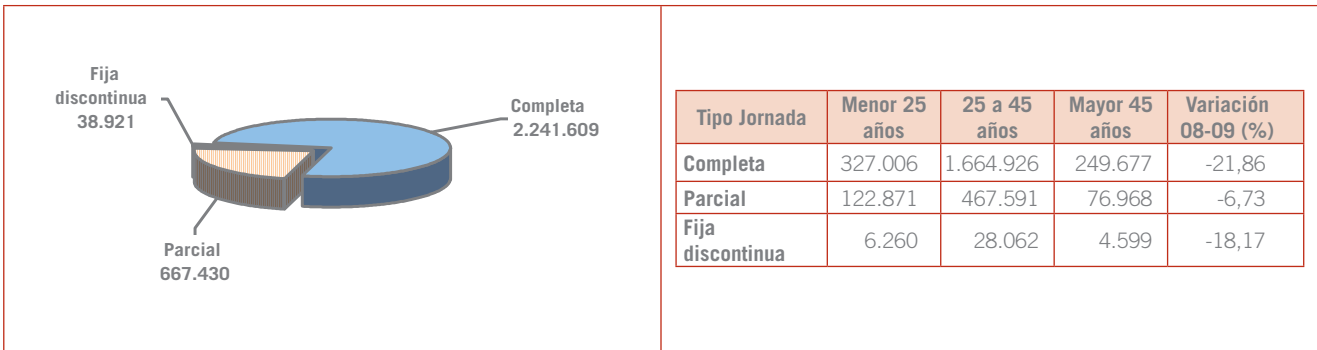 Fija
discontinua
38.921
Completa
2.241.609
Parcial
667.430
Tipo Jornada Menor 25 años 25 a 45 años Mayor 45 años Variación 08-09 (%)
Completa 327.006 1.664.926 249.677 -21,86
Parcial 122.871 467.591 76.968 -6,73
Fija discontinua 6.260 28.062 4.599 -18,17